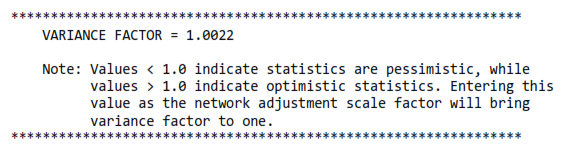 ****************************************************************
VARIANCE FACTOR = 1.0022
Note: Values < 1.0 indicate statistics are pessimistic, while
values > 1.0 indicate optimistic statistics. Entering this
value as the network adjustment scale factor will bring
variance factor to one.
****************************************************************